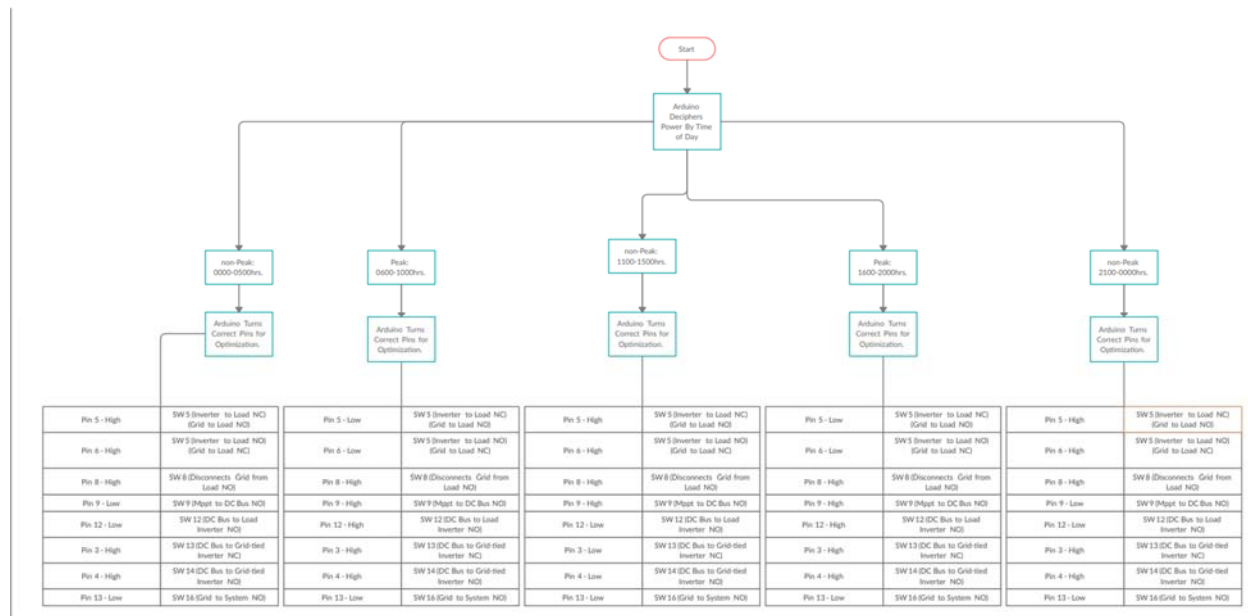 Start
Arduino
Deciphers
Power By Time
of Day
non-Peak:
0000-0500hrs.
Peak:
0600-1000hrs.
non-Peak:
1100-1500hrs.
Peak:
1600-2000hrs.
non-Peak
2100-0000hrs.
Arduino Turns
Correct Pins for
Optimization.
Arduino Turns
Correct Pins for
Optimization.
Arduino Turns
Correct Pins for
Optimization.
Arduino Turns
Correct Pins for
Optimization.
Arduino Turns
Correct Pins for
Optimization.
Pin 5 - High
SW 5 (Inverter to Load NC)
(Grid to Load NO)
Pin 6 - High
SW 5 (Inverter to Load NO)
(Grid to Load NC)
Pin 8 - High
SW 8 (Disconnects Grid from
Load NO)
Pin 9 - Low
SW 9 (Mppt to DC Bus NO)
Pin 12 - Low
SW 12 (DC Bus to Load
Inverter NO)
Pin 3 - High
SW 13 (DC Bus to Grid-tied
Inverter NC)
Pin 4 - High
SW 14 (DC Bus to Grid-tied
Inverter NO)
Pin 13 - Low
SW 16 (Grid to System NO)
Pin 5 - Low
SW 5 (Inverter to Load NC)
(Grid to Load NO)
Pin 6 - Low
SW 5 (Inverter to Load NO)
(Grid to Load NC)
Pin 8 - High
SW 8 (Disconnects Grid from
Load NO)
Pin 9 - High
SW 9 (Mppt to DC Bus NO)
Pin 12 - High
SW 12 (DC Bus to Load
Inverter NO)
Pin 3 - High
SW 13 (DC Bus to Grid-tied
Inverter NC)
Pin 4 - High
SW 14 (DC Bus to Grid-tied
Inverter NO)
Pin 13 - Low
SW 16 (Grid to System NO)
Pin 5 - High
SW 5 (Inverter to Load NC)
(Grid to Load NO)
Pin 6 - High
SW 5 (Inverter to Load NO)
(Grid to Load NC)
Pin 8 - High
SW 8 (Disconnects Grid from
Load NO)
Pin 9 - High
SW 9 (Mppt to DC Bus NO)
Pin 12 - Low
SW 12 (DC Bus to Load
Inverter NO)
Pin 3 - Low
SW 13 (DC Bus to Grid-tied
Inverter NC)
Pin 4 - Low
SW 14 (DC Bus to Grid-tied
Inverter NO)
Pin 13 - Low
SW 16 (Grid to System NO)
Pin 5 - Low
SW 5 (Inverter to Load NC)
(Grid to Load NO)
Pin 6 - Low
SW 5 (Inverter to Load NO)
(Grid to Load NC)
Pin 8 - High
SW 8 (Disconnects Grid from
Load NO)
Pin 9 - High
SW 9 (Mppt to DC Bus NO)
Pin 12 - High
SW 12 (DC Bus to Load
Inverter NO)
Pin 3 - High
SW 13 (DC Bus to Grid-tied
Inverter NC)
Pin 4 - High
SW 14 (DC Bus to Grid-tied
Inverter NO)
Pin 13 - Low
SW 16 (Grid to System NO)
Pin 5 - High
SW 5 (Inverter to Load NC)
(Grid to Load NO)
Pin 6 - High
SW 5 (Inverter to Load NO)
(Grid to Load NC)
Pin 8 - High
SW 8 (Disconnects Grid from
Load NO)
Pin 9 - Low
SW 9 (Mppt to DC Bus NO)
Pin 12 - Low
SW 12 (DC Bus to Load
Inverter NO)
Pin 3 - High
SW 13 (DC Bus to Grid-tied
Inverter NC)
Pin 4 - High
SW 14 (DC Bus to Grid-tied
Inverter NO)
Pin 13 - Low
SW 16 (Grid to System NO)